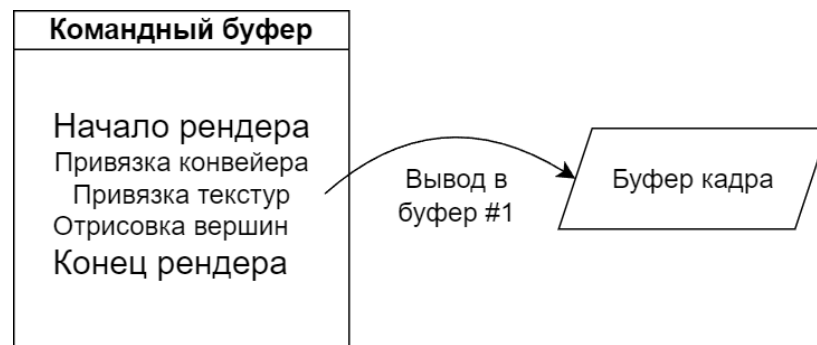 Командный буфер
Начало рендера
Привязка конвейера
Привязка текстур
Отрисовка вершин
Конец рендера
Вывод в
буфер #1
Буфер кадра